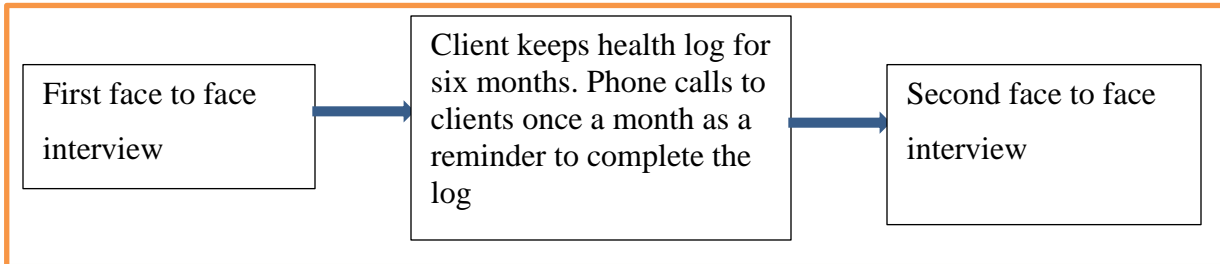 First face to face
interview
Client keeps health log for
six months. Phone calls to
clients once a month as a
reminder to complete the
log
Second face to face
interview